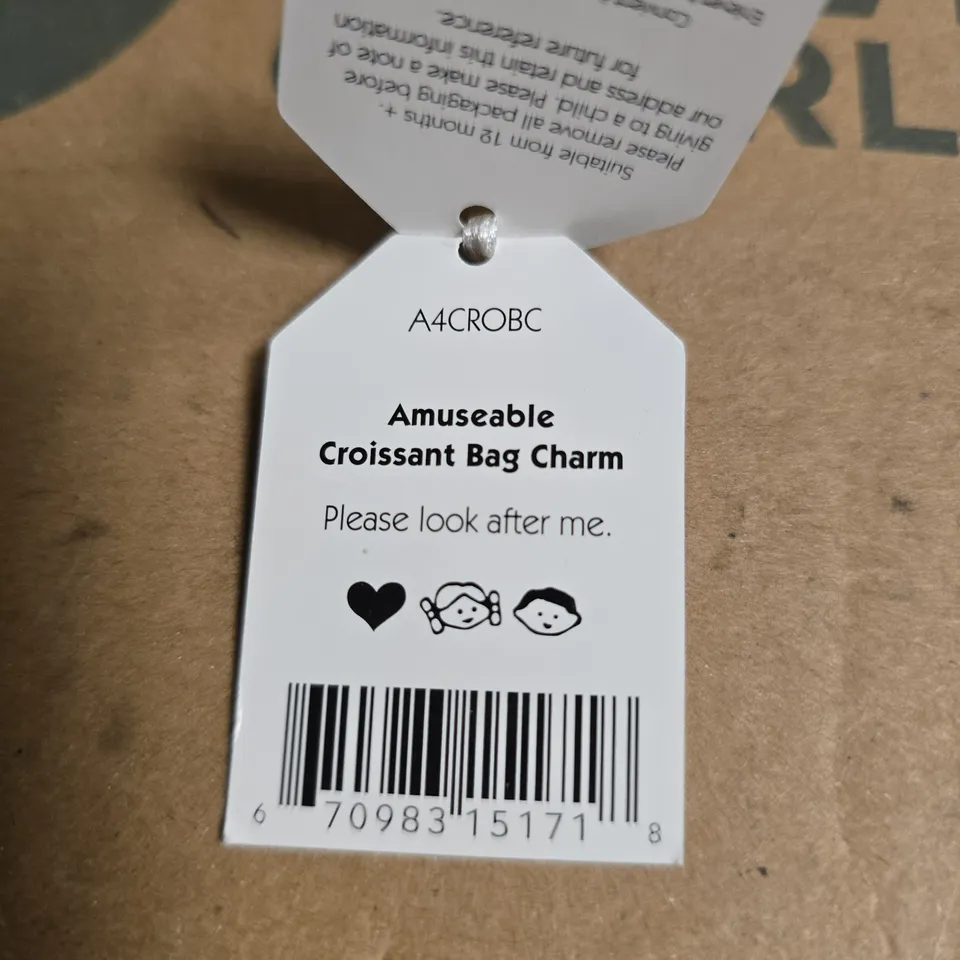 Suitable from 12 months +.
Please remove all packaging before
giving to a child. Please make a note of
our address and retain this information
for future reference.
A4CROBC
Amuseable
Croissant Bag Charm
Please look after me.
6 70983 15171 8